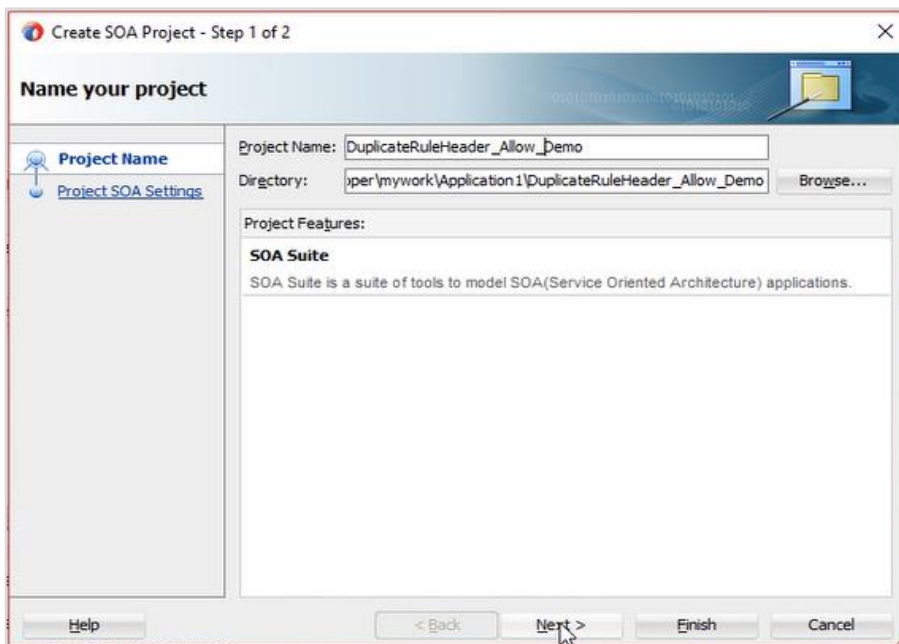 Create SOA Project - Step 1 of 2
Name your project
Project Name
Project SOA Settings
Project Name: DuplicateRuleHeader_Allow_Demo
Directory: oper\mywork\Application1\DuplicateRuleHeader_Allow_Demo Browse...
Project Features:
SOA Suite
SOA Suite is a suite of tools to model SOA(Service Oriented Architecture) applications.
Help < Back Next > Finish Cancel